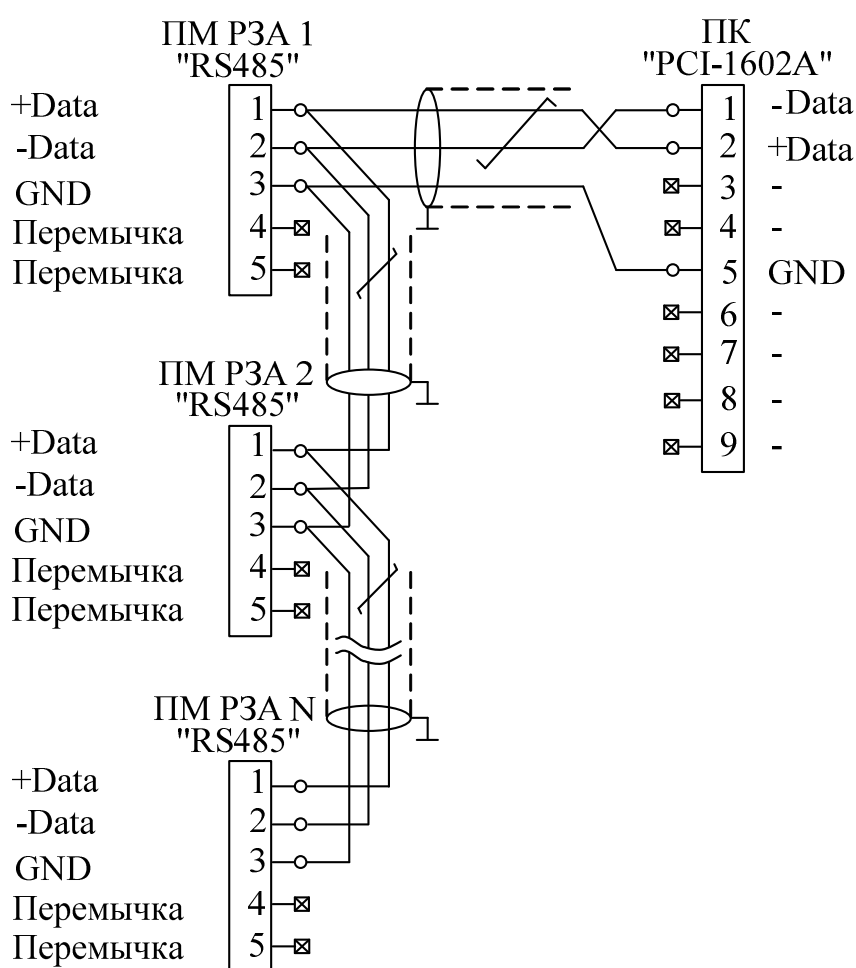 ПМ РЗА 1
"RS485"
+Data 1
-Data 2
GND 3
Перемычка 4
Перемычка 5
ПК
"PCI-1602A"
1 -Data
2 +Data
3 -
4 -
5 GND
6 -
7 -
8 -
9 -
ПМ РЗА 2
"RS485"
+Data 1
-Data 2
GND 3
Перемычка 4
Перемычка 5
ПМ РЗА N
"RS485"
+Data 1
-Data 2
GND 3
Перемычка 4
Перемычка 5